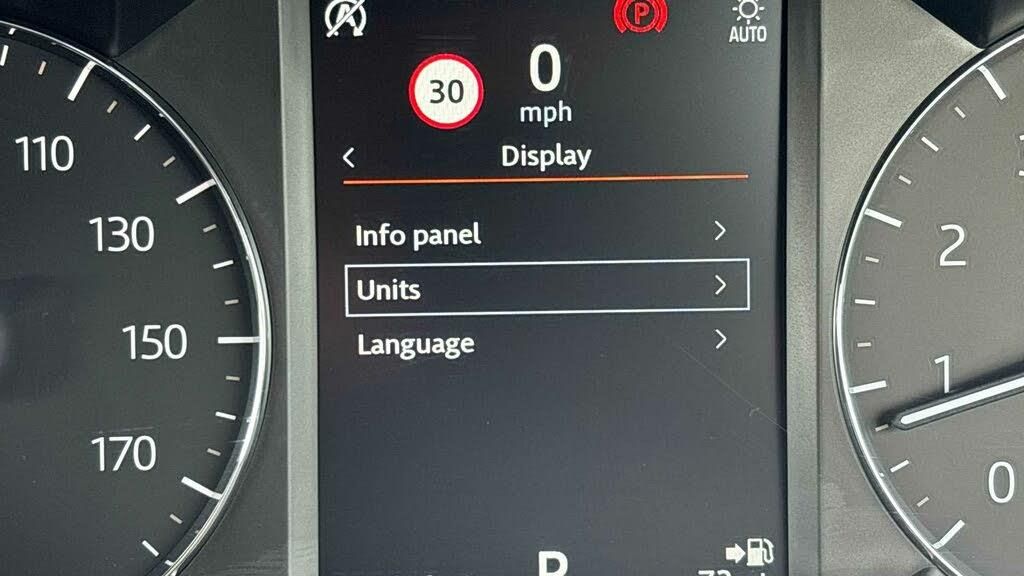 AUTO
30
0
mph
Display
Info panel
Units
Language
110
130
150
170
2
1
0
P